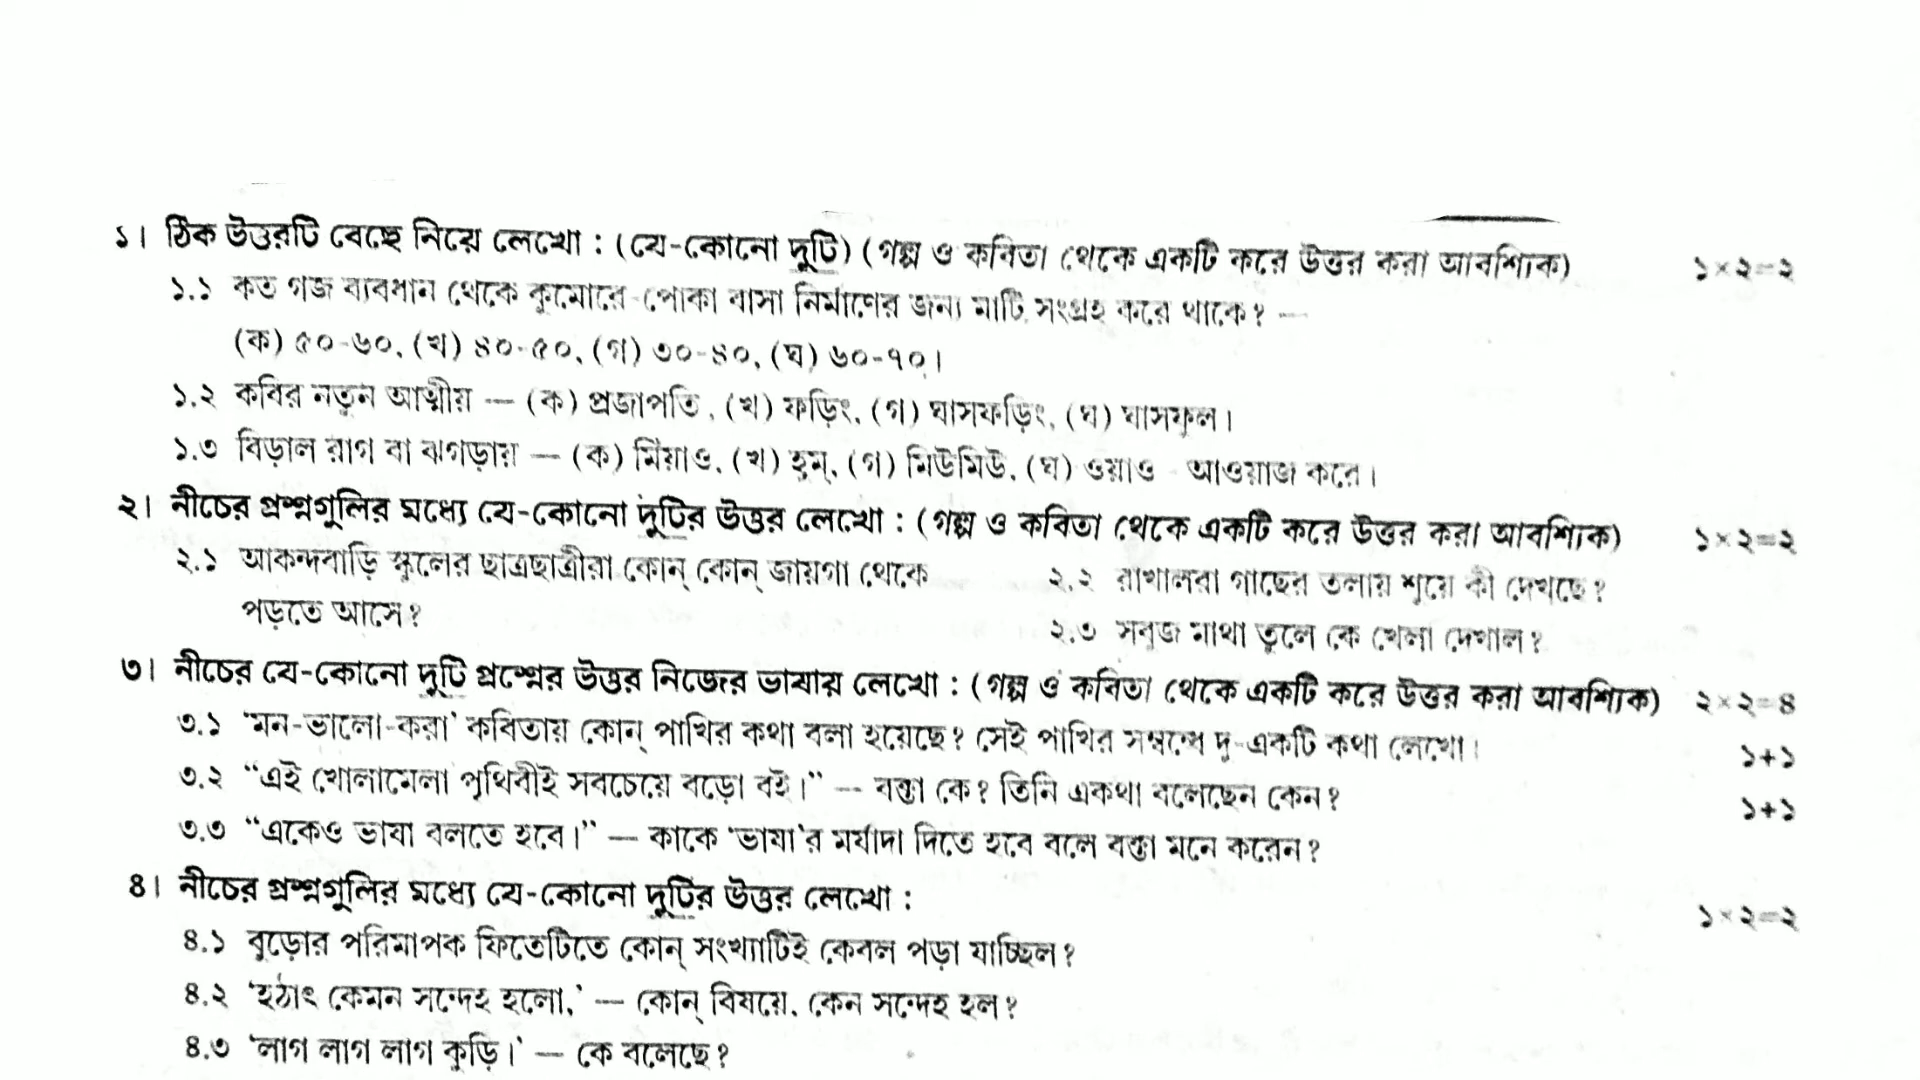 ১। ঠিক উত্তরটি বেছে নিয়ে লেখো : (যে-কোনো দুটি) (গল্প ও কবিতা থেকে একটি করে উত্তর করা আবশ্যিক) ১×২=২
১.১ কত গজ ব্যবধান থেকে কুমোরে-পোকা বাসা নির্মাণের জন্য মাটি সংগ্রহ করে থাকে? —
(ক) ৫০-৬০, (খ) ৪০-৫০, (গ) ৩০-৪০, (ঘ) ৬০-৭০।
১.২ কবির নতুন আত্মীয় — (ক) প্রজাপতি, (খ) ফড়িং, (গ) ঘাসফড়িং, (ঘ) ঘাসফুল।
১.৩ বিড়াল রাগ বা ঝগড়ায় — (ক) মিঁয়াও, (খ) হুম্, (গ) মিউমিউ, (ঘ) ওয়াও - আওয়াজ করে।
২। নীচের প্রশ্নগুলির মধ্যে যে-কোনো দুটির উত্তর লেখো : (গল্প ও কবিতা থেকে একটি করে উত্তর করা আবশ্যিক) ১×২=২
২.১ আকন্দবাড়ি স্কুলের ছাত্রছাত্রীরা কোন্ কোন্ জায়গা থেকে
পড়তে আসে?
২.২ রাখালরা গাছের তলায় শুয়ে কী দেখছে?
২.৩ সবুজ মাথা তুলে কে খেলা দেখাল?
৩। নীচের যে-কোনো দুটি প্রশ্নের উত্তর নিজের ভাষায় লেখো : (গল্প ও কবিতা থেকে একটি করে উত্তর করা আবশ্যিক) ২×২=৪
৩.১ ‘মন-ভালো-করা’ কবিতায় কোন্ পাখির কথা বলা হয়েছে? সেই পাখির সম্বন্ধে দু-একটি কথা লেখো। ১+১
৩.২ “এই খোলামেলা পৃথিবীই সবচেয়ে বড়ো বই।” — বক্তা কে? তিনি একথা বলেছেন কেন? ১+১
৩.৩ “একেও ভাষা বলতে হবে।” — কাকে ‘ভাষা’র মর্যাদা দিতে হবে বলে বক্তা মনে করেন?
৪। নীচের প্রশ্নগুলির মধ্যে যে-কোনো দুটির উত্তর লেখো : ১×২=২
৪.১ বুড়োর পরিমাপক ফিতেটিতে কোন্ সংখ্যাটিই কেবল পড়া যাচ্ছিল?
৪.২ ‘হঠাৎ কেমন সন্দেহ হলো,’ — কোন্ বিষয়ে, কেন সন্দেহ হল?
৪.৩ ‘লাগ লাগ লাগ কুড়ি।’ — কে বলেছে?